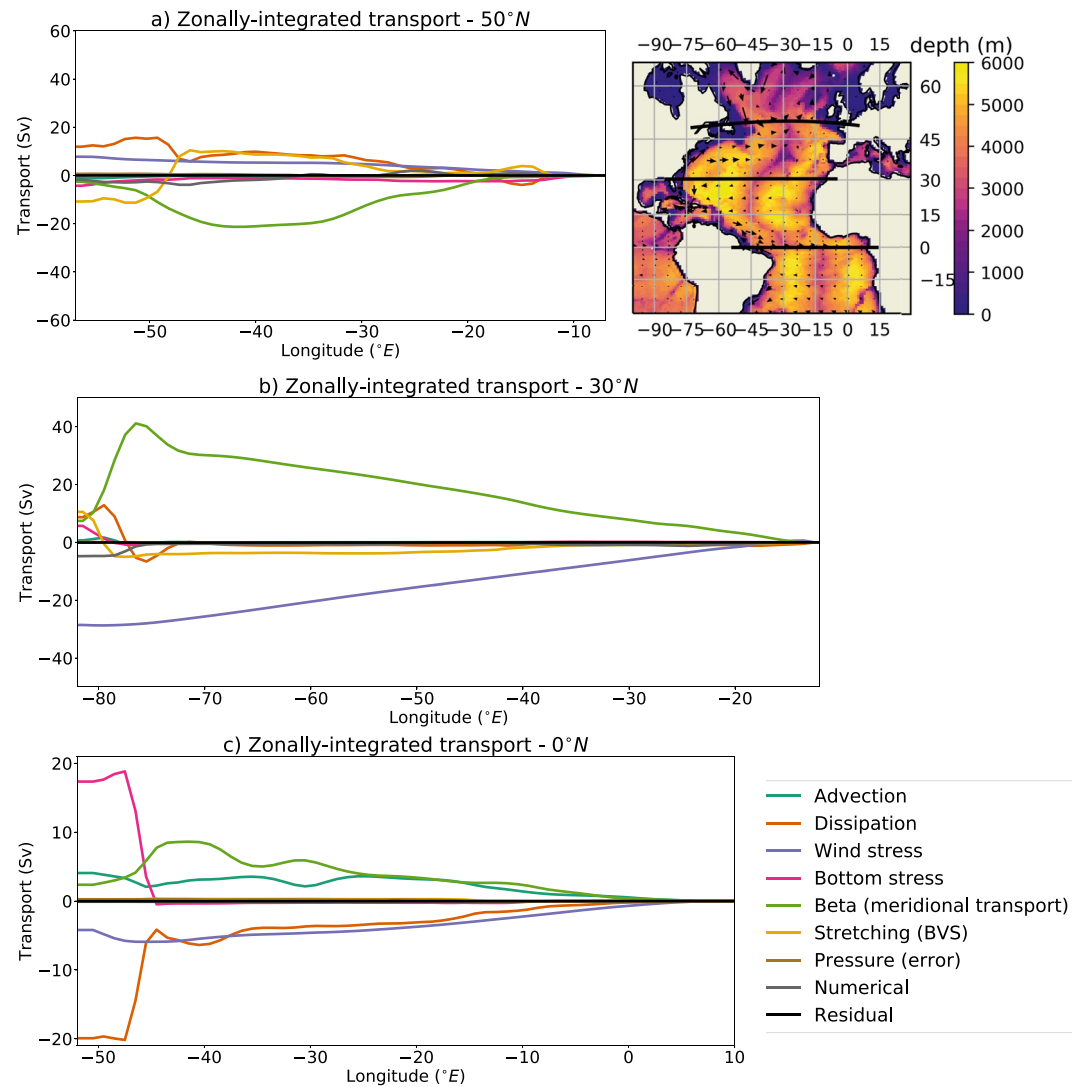 a) Zonally-integrated transport - 50°N
60
40
20
0
−20
−40
−60
Transport (Sv)
−50 −40 −30 −20 −10
Longitude (°E)
−90 −75 −60 −45 −30 −15 0 15
depth (m)
60
45
30
15
0
−15
−90 −75 −60 −45 −30 −15 0 15
6000
5000
4000
3000
2000
1000
0
b) Zonally-integrated transport - 30°N
40
20
0
−20
−40
Transport (Sv)
−80 −70 −60 −50 −40 −30 −20
Longitude (°E)
c) Zonally-integrated transport - 0°N
20
10
0
−10
−20
Transport (Sv)
−50 −40 −30 −20 −10 0 10
Longitude (°E)
Advection
Dissipation
Wind stress
Bottom stress
Beta (meridional transport)
Stretching (BVS)
Pressure (error)
Numerical
Residual